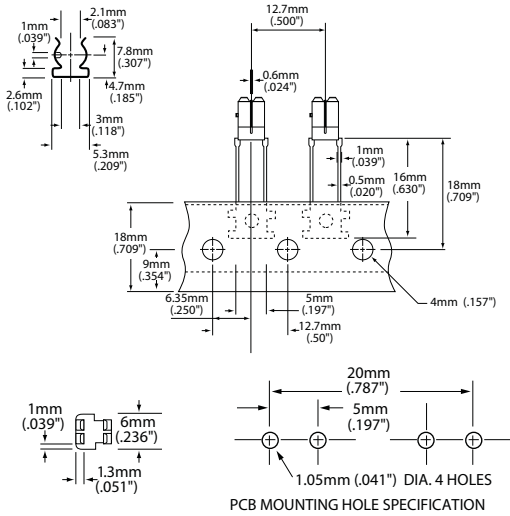 2.1mm
(.083")
1mm
(.039")
7.8mm
(.307")
2.6mm
(.102")
4.7mm
(.185")
3mm
(.118")
5.3mm
(.209")
12.7mm
(.500")
0.6mm
(.024")
1mm
(.039")
0.5mm
(.020")
16mm
(.630")
18mm
(.709")
18mm
(.709")
9mm
(.354")
6.35mm
(.250")
5mm
(.197")
12.7mm
(.50")
4mm (.157")
1mm
(.039")
6mm
(.236")
1.3mm
(.051")
20mm
(.787")
5mm
(.197")
1.05mm (.041") DIA. 4 HOLES
PCB MOUNTING HOLE SPECIFICATION